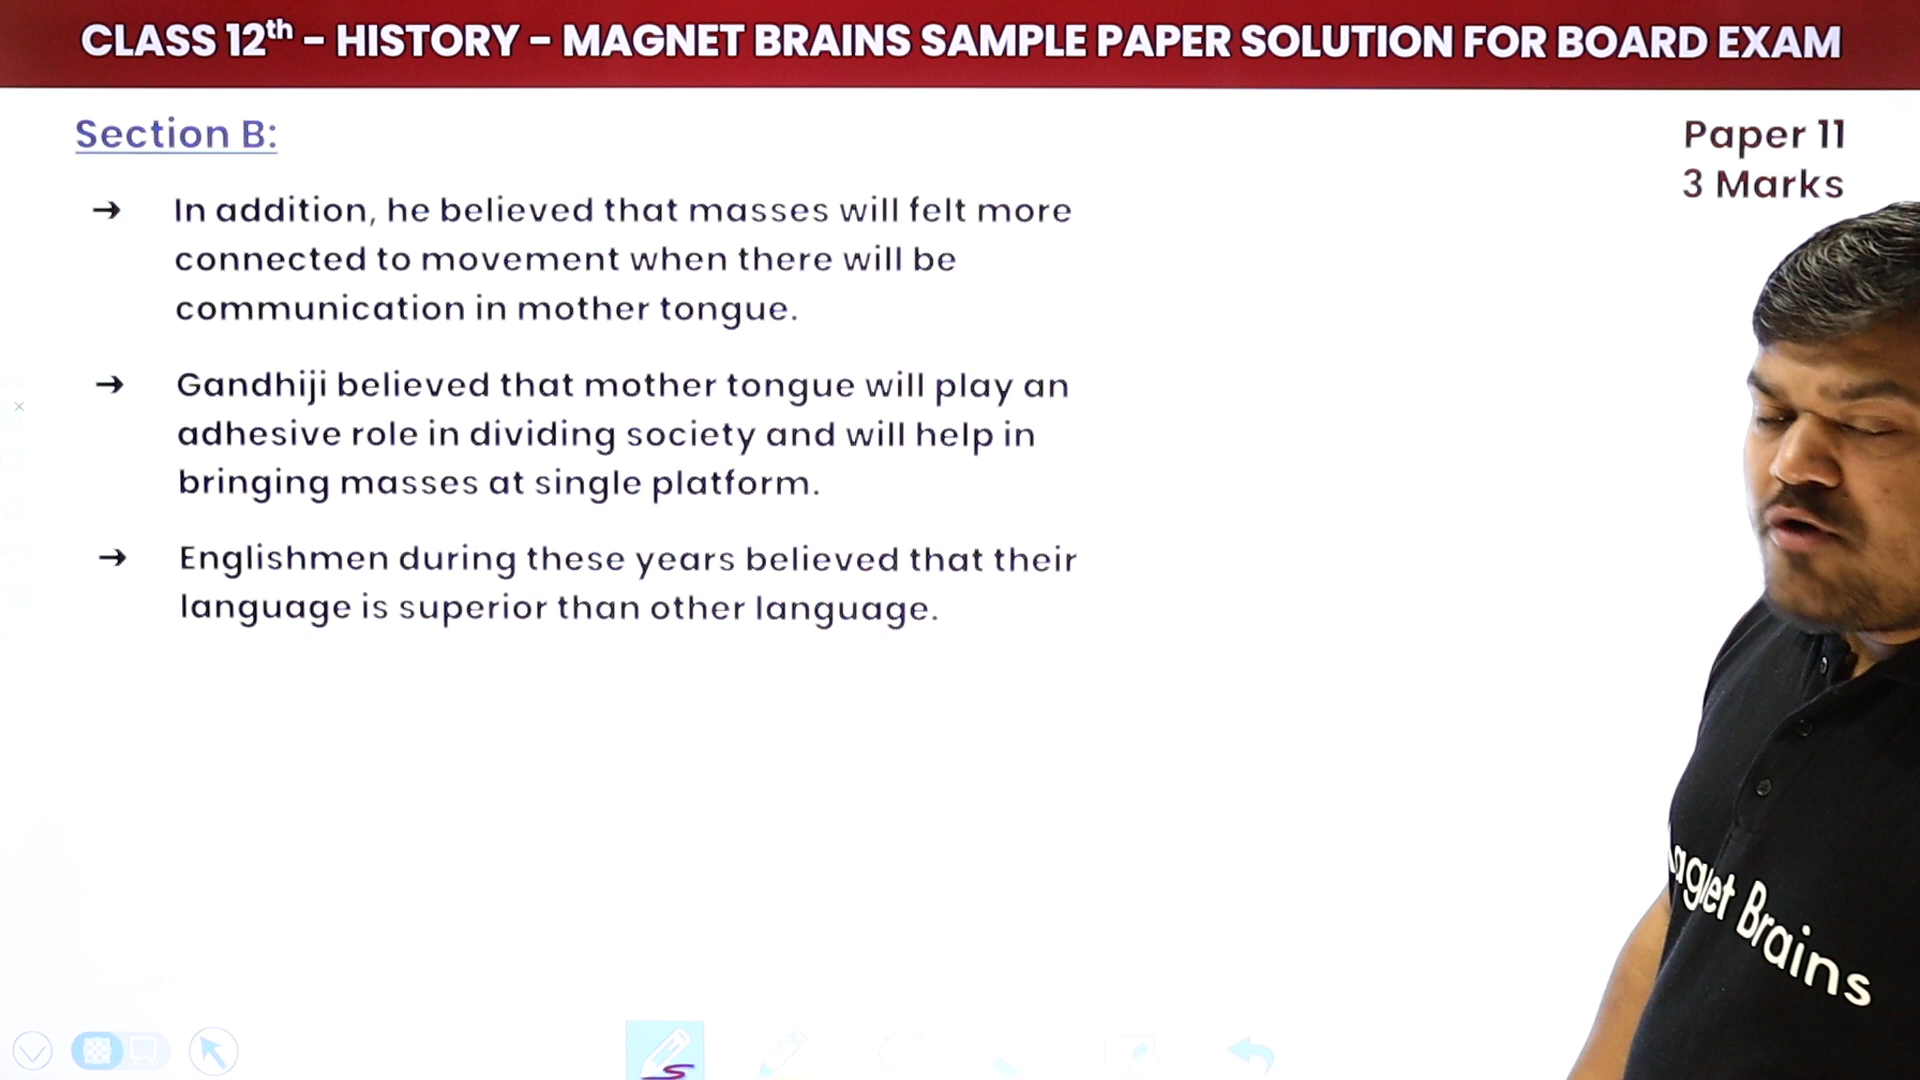 CLASS 12th - HISTORY - MAGNET BRAINS SAMPLE PAPER SOLUTION FOR BOARD EXAM
Section B:
Paper 11
3 Marks
→ In addition, he believed that masses will felt more
connected to movement when there will be
communication in mother tongue.
→ Gandhiji believed that mother tongue will play an
adhesive role in dividing society and will help in
bringing masses at single platform.
→ Englishmen during these years believed that their
language is superior than other language.
agnet Brains